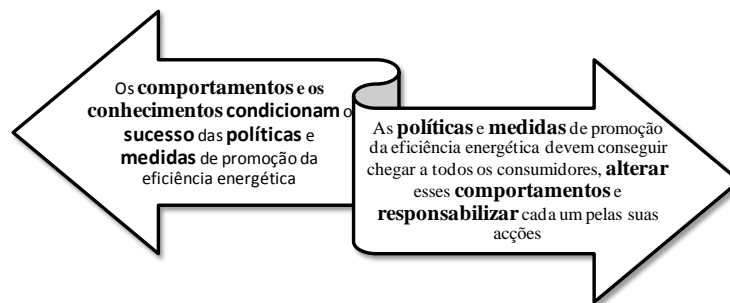 Os comportamentos e os
conhecimentos condicionam o
sucesso das políticas e
medidas de promoção da
eficiência energética
As políticas e medidas de promoção
da eficiência energética devem conseguir
chegar a todos os consumidores, alterar
esses comportamentos e
responsabilizar cada um pelas suas
acções